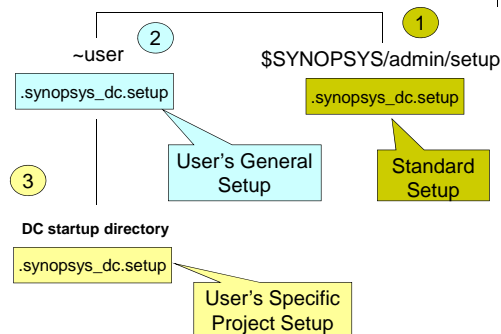 1
2
~user
$SYNOPSYS/admin/setup
.synopsys_dc.setup
.synopsys_dc.setup
User's General
Setup
Standard
Setup
3
DC startup directory
.synopsys_dc.setup
User's Specific
Project Setup